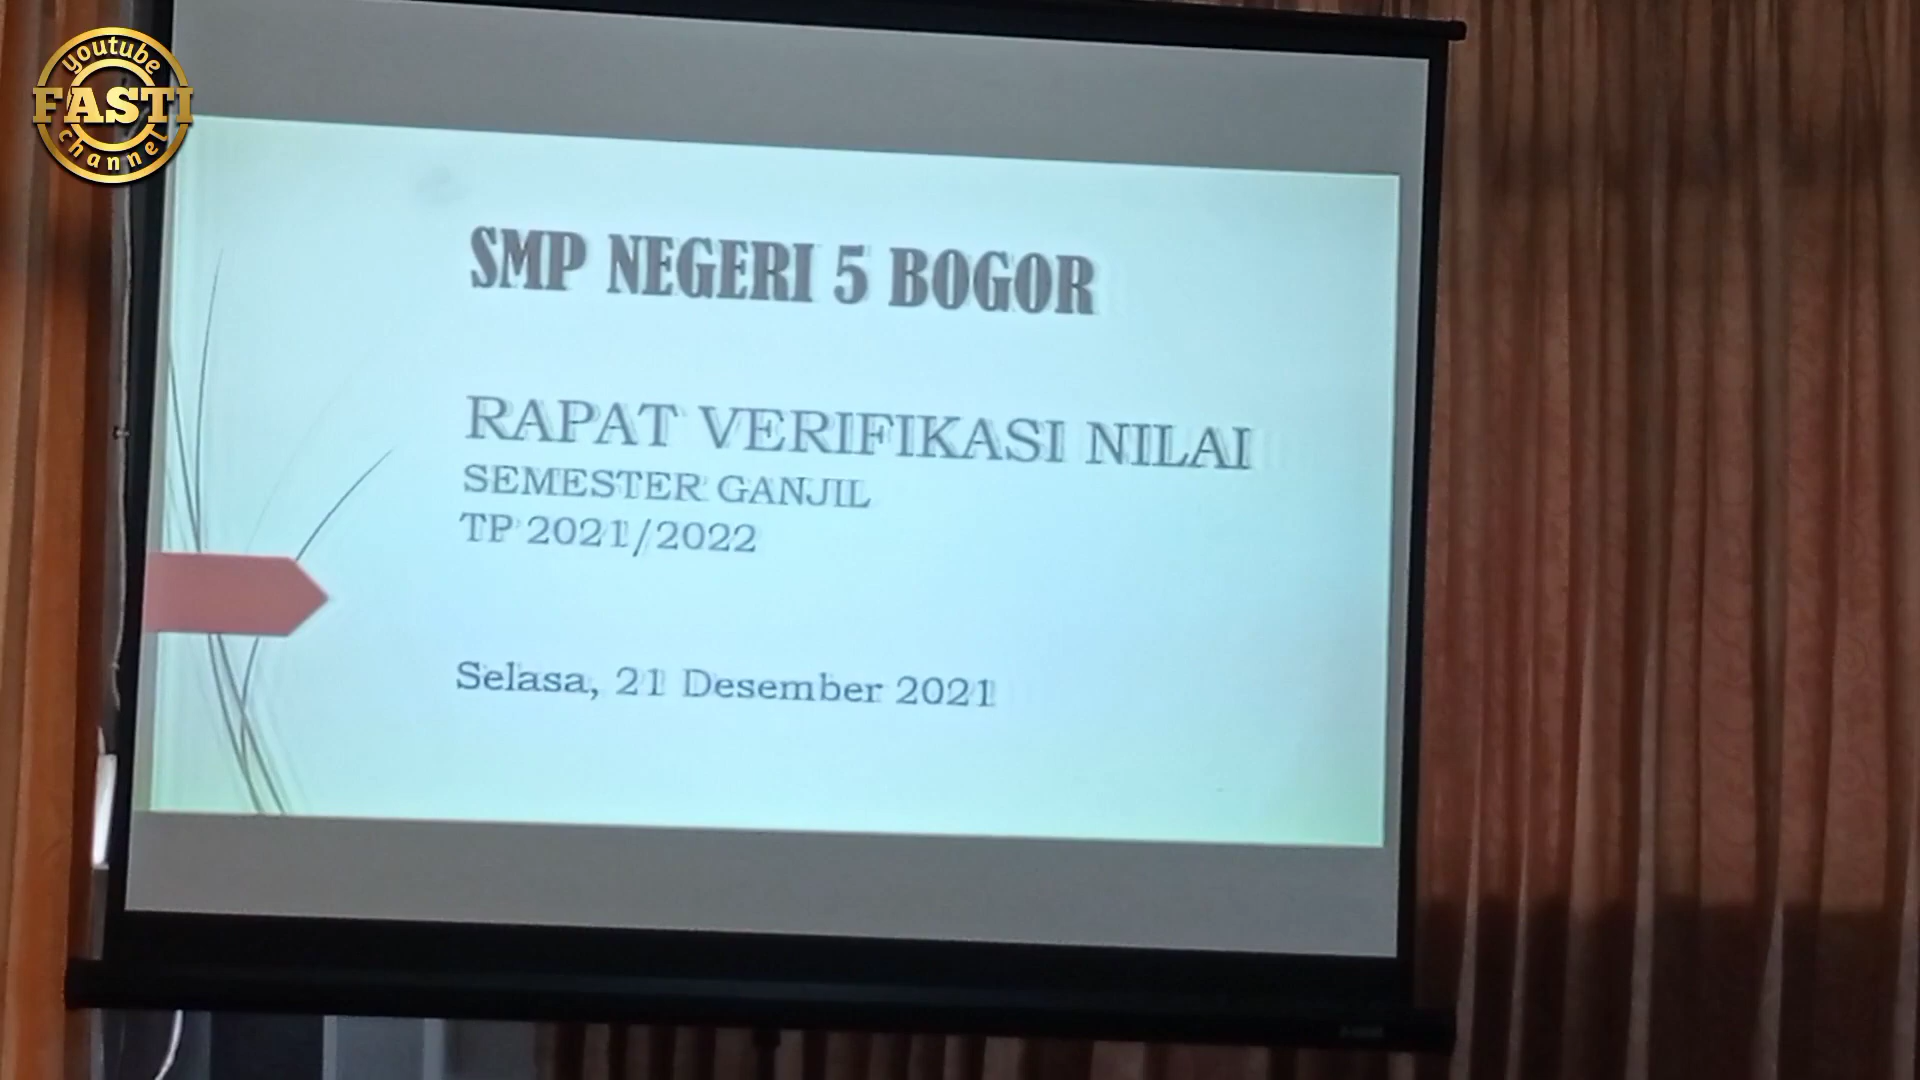 youtube
FASTI
channel
SMP NEGERI 5 BOGOR
RAPAT VERIFIKASI NILAI
SEMESTER GANJIL
TP 2021/2022
Selasa, 21 Desember 2021